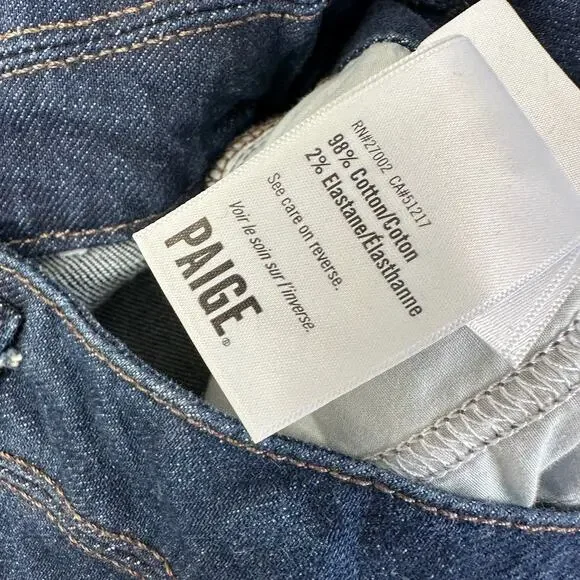 RN#27002 CA#51217
98% Cotton/Coton
2% Elastane/Élasthanne
See care on reverse.
Voir le soin sur l'inverse.
PAIGE®